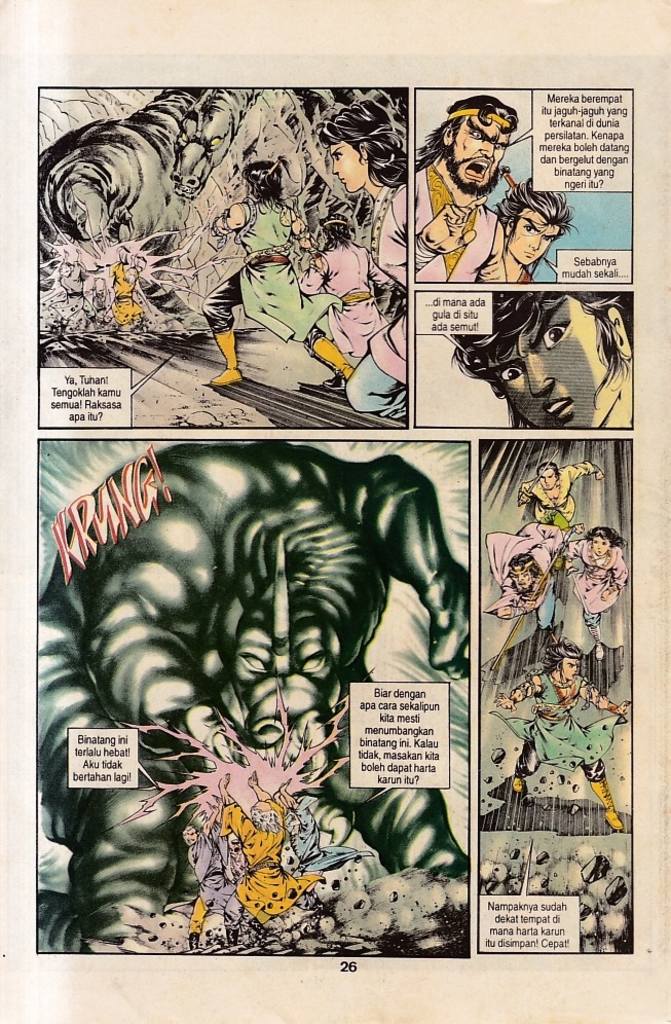 Ya, Tuhan!
Tengoklah kamu
semua! Raksasa
apa itu?
Mereka berempat
itu jaguh-jaguh yang
terkanal di dunia
persilatan. Kenapa
mereka boleh datang
dan bergelut dengan
binatang yang
ngeri itu?
Sebabnya
mudah sekali....
...di mana ada
gula di situ
ada semut!
KRUNG!
Binatang ini
terlalu hebat!
Aku tidak
bertahan lagi!
Biar dengan
apa cara sekalipun
kita mesti
menumbangkan
binatang ini. Kalau
tidak, masakan kita
boleh dapat harta
karun itu?
Nampaknya sudah
dekat tempat di
mana harta karun
itu disimpan! Cepat!
26